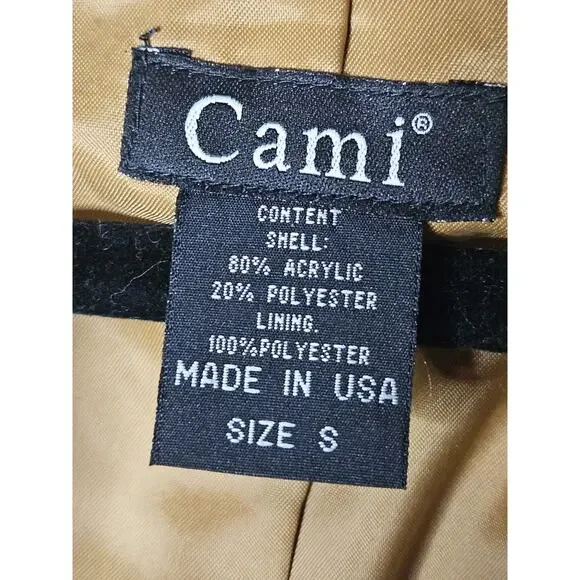 Cami®
CONTENT
SHELL:
80% ACRYLIC
20% POLYESTER
LINING.
100%POLYESTER
MADE IN USA
SIZE S